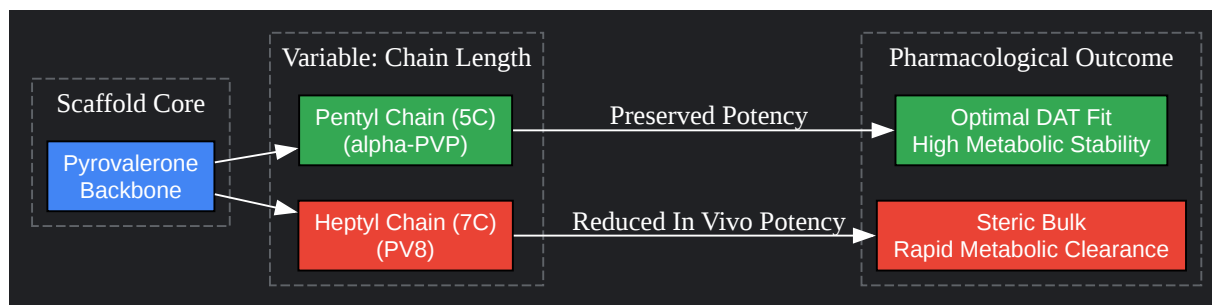 Scaffold Core
Pyrovalerone
Backbone
Variable: Chain Length
Pentyl Chain (5C)
(alpha-PVP)
Heptyl Chain (7C)
(PV8)
Preserved Potency
Reduced In Vivo Potency
Pharmacological Outcome
Optimal DAT Fit
High Metabolic Stability
Steric Bulk
Rapid Metabolic Clearance